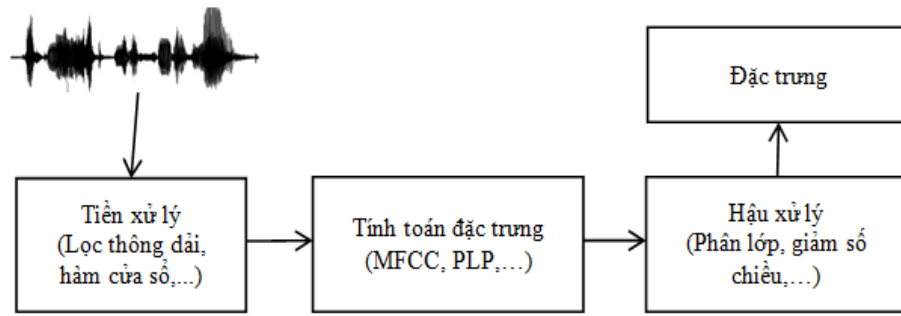 Tiền xử lý
(Lọc thông dải,
hàm cửa sổ,...)
Tính toán đặc trưng
(MFCC, PLP,…)
Hậu xử lý
(Phân lớp, giảm số
chiều,…)
Đặc trưng